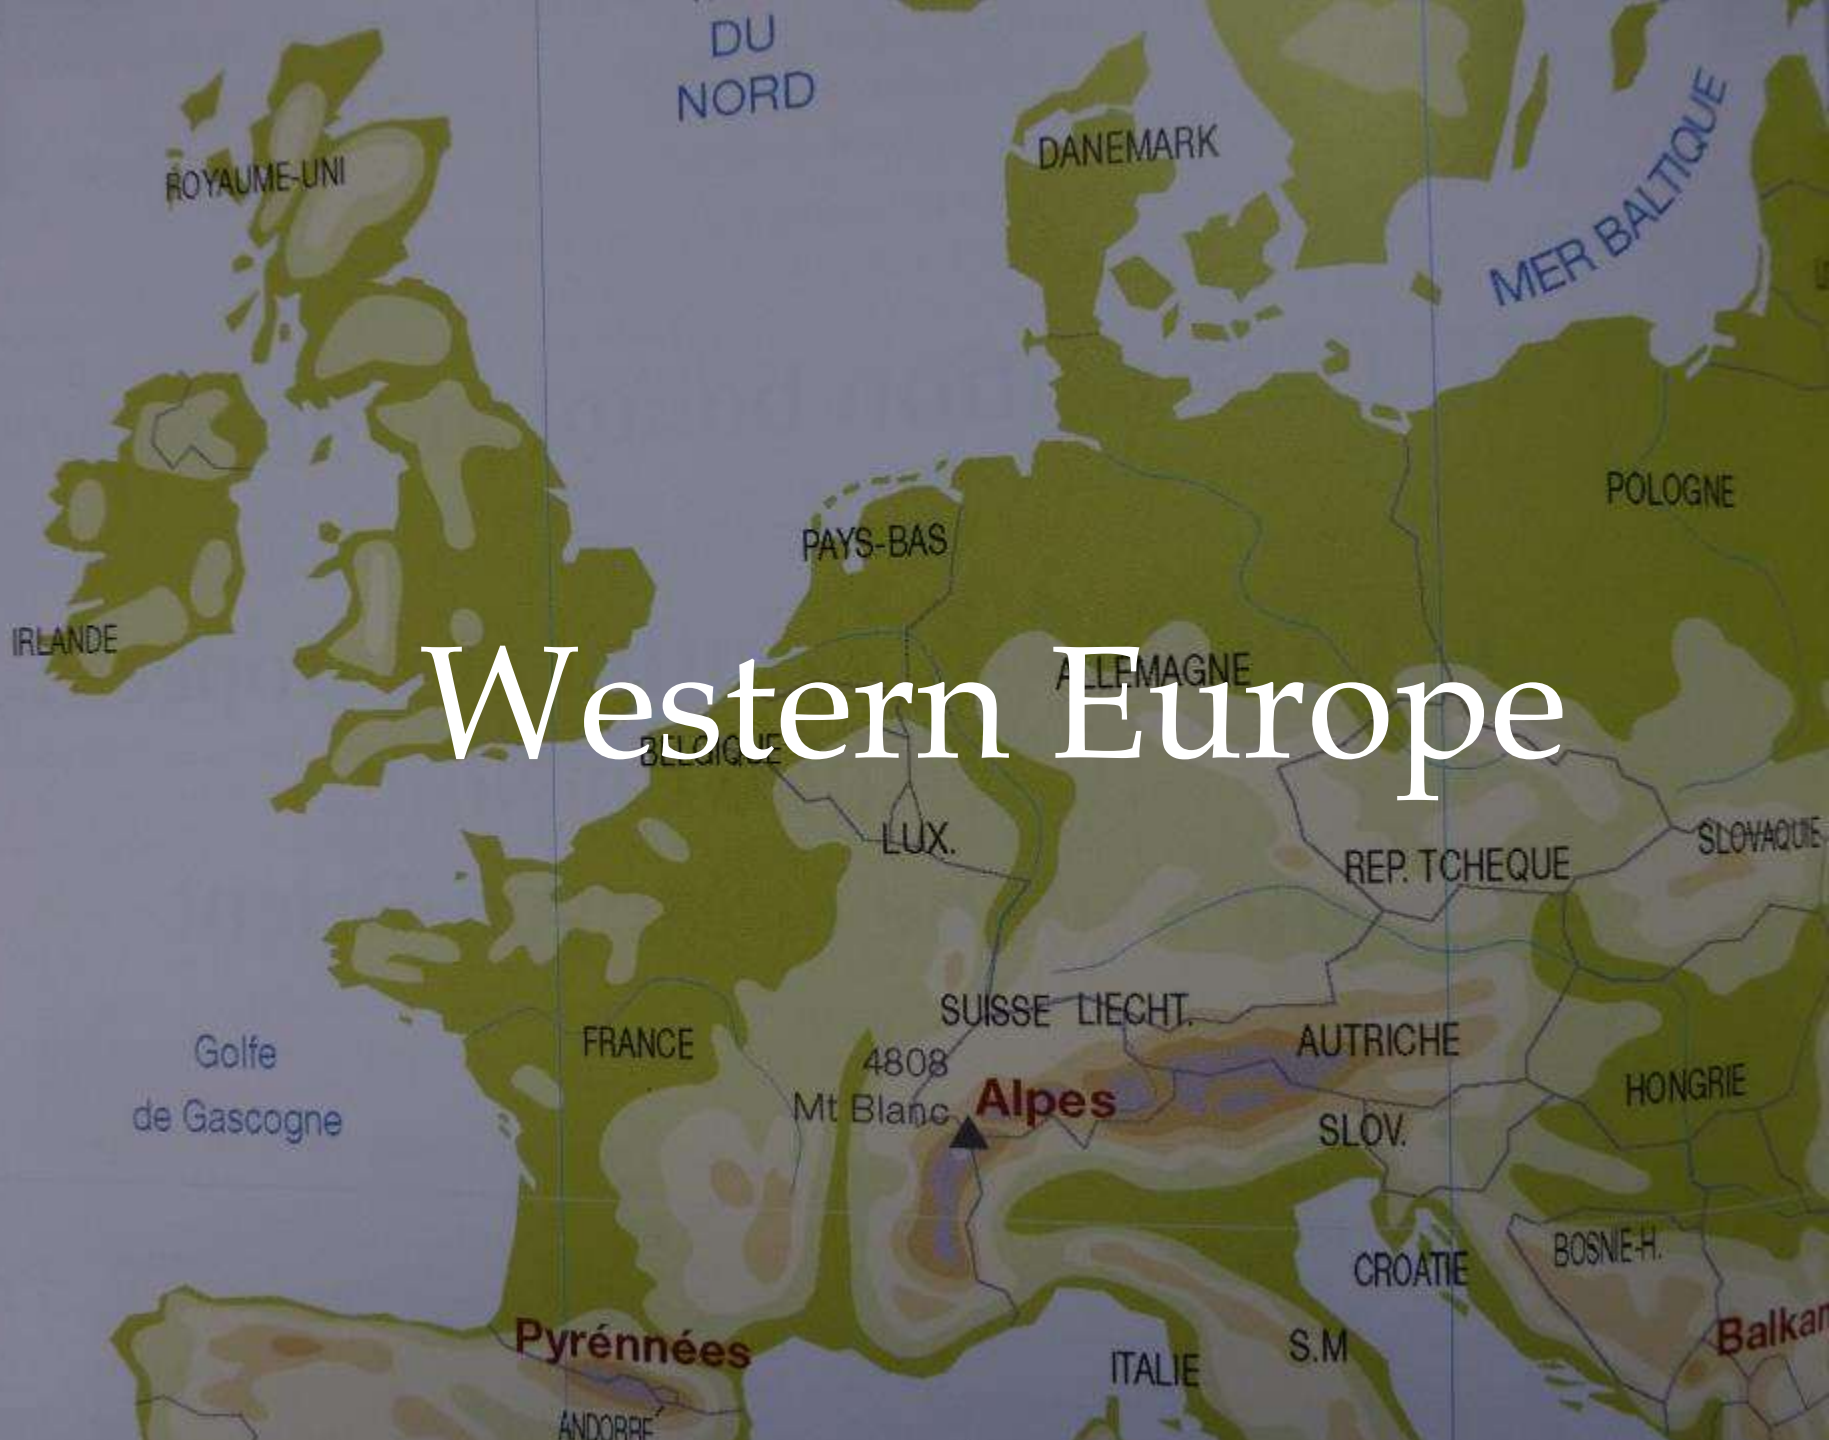 DU
NORD
DANEMARK
ROYAUME-UNI
MER BALTIQUE
POLOGNE
PAYS-BAS
IRLANDE
ALLEMAGNE
Western Europe
BELGIQUE
LUX.
REP. TCHEQUE
SLOVAQUIE
SUISSE LIECHT.
FRANCE
AUTRICHE
Golfe
de Gascogne
4808
Mt Blanc
Alpes
HONGRIE
SLOV.
CROATIE
BOSNIE-H.
Pyrénnées
Balkan
S.M
ITALIE
ANDORRE